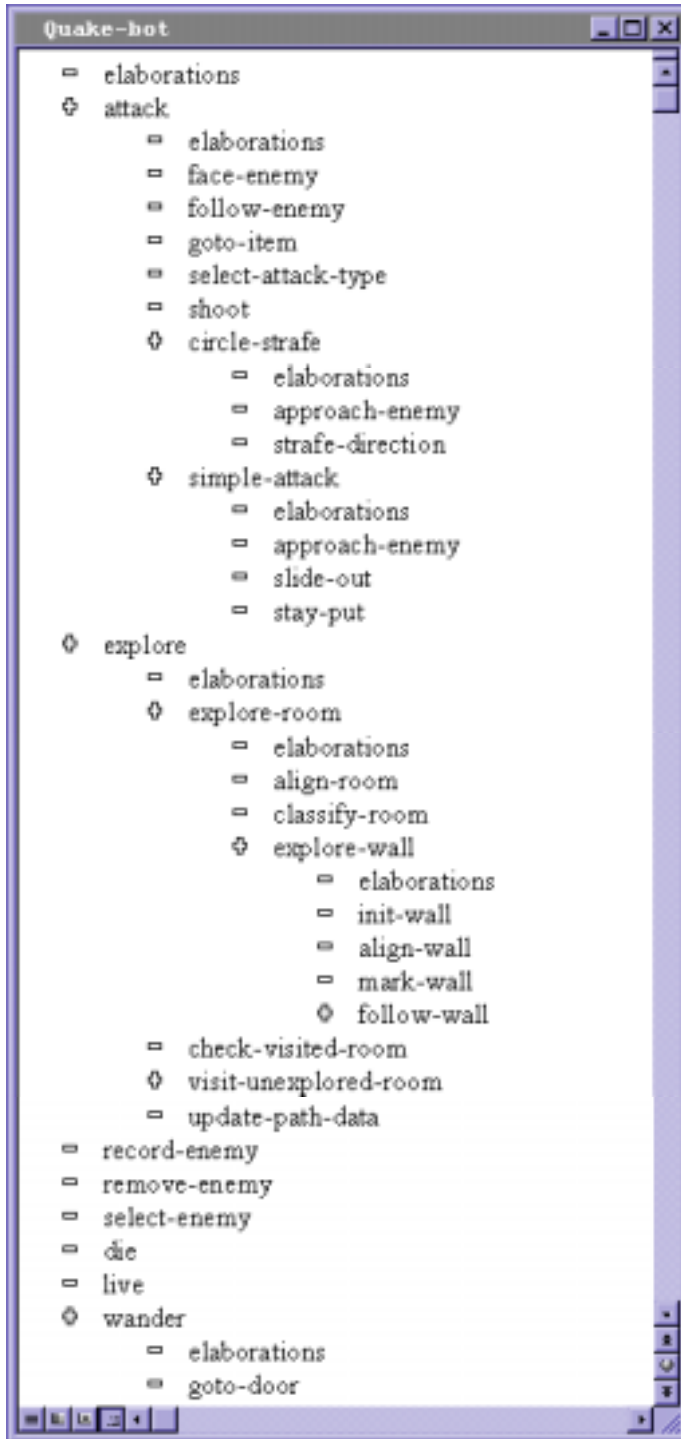 Quake-bot
elaborations
attack
elaborations
face-enemy
follow-enemy
goto-item
select-attack-type
shoot
circle-strafe
elaborations
approach-enemy
strafe-direction
simple-attack
elaborations
approach-enemy
slide-out
stay-put
explore
elaborations
explore-room
elaborations
align-room
classify-room
explore-wall
elaborations
init-wall
align-wall
mark-wall
follow-wall
check-visited-room
visit-unexplored-room
update-path-data
record-enemy
remove-enemy
select-enemy
die
live
wander
elaborations
goto-door